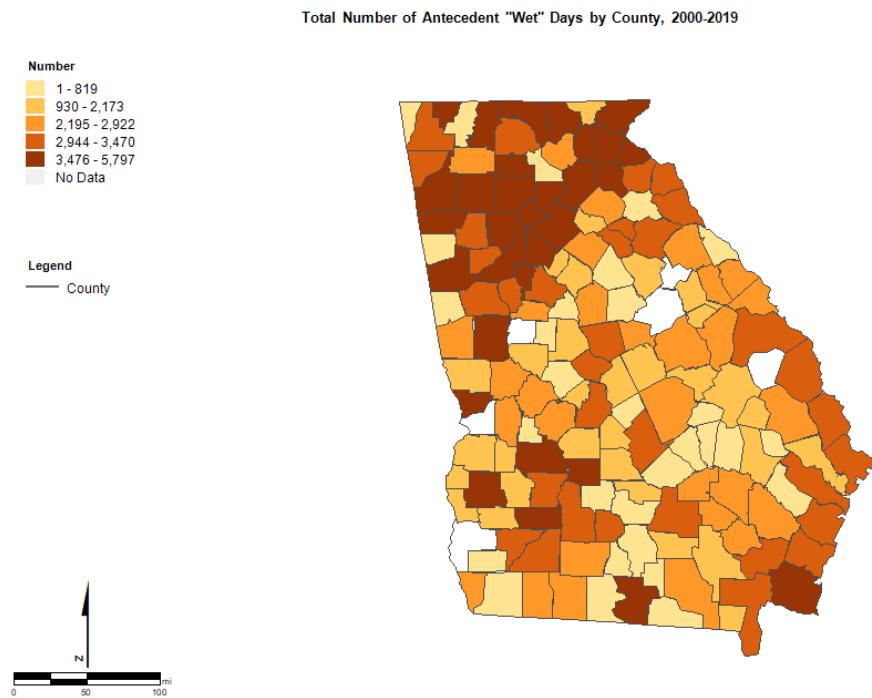 Total Number of Antecedent "Wet" Days by County, 2000-2019
Number
1 - 819
930 - 2,173
2,195 - 2,922
2,944 - 3,470
3,476 - 5,797
No Data
Legend
County
N
mi
0 50 100